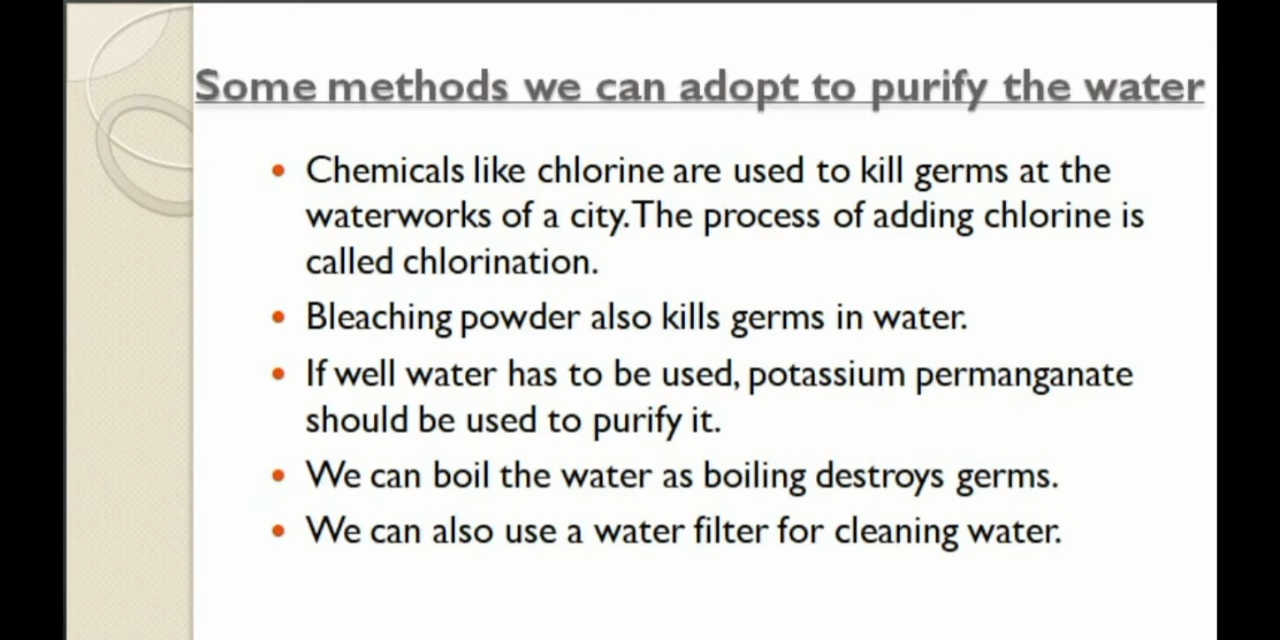 Some methods we can adopt to purify the water
• Chemicals like chlorine are used to kill germs at the
waterworks of a city.The process of adding chlorine is
called chlorination.
• Bleaching powder also kills germs in water.
• If well water has to be used, potassium permanganate
should be used to purify it.
• We can boil the water as boiling destroys germs.
• We can also use a water filter for cleaning water.